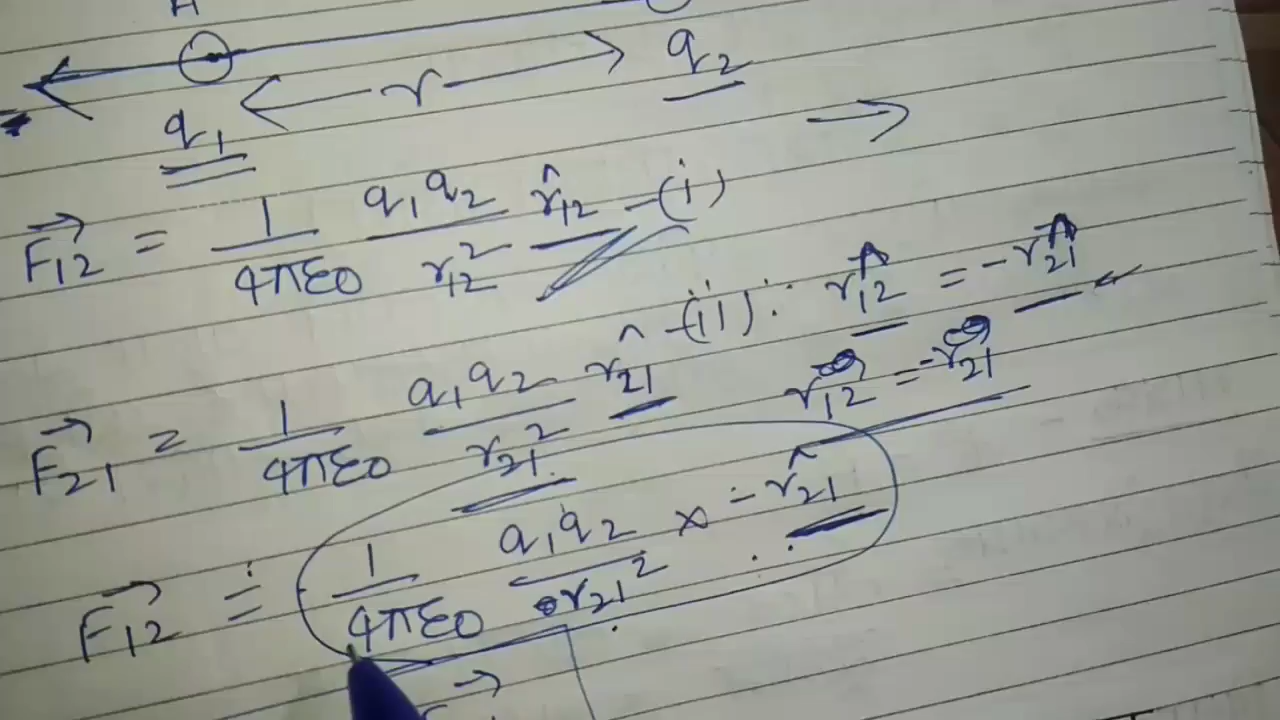 r q₂
q₁
F₁₂⃗ = 1/4πε0 q₁q₂/r₁₂² r̂₁₂ -(i)
F₂₁⃗ = 1/4πε0 q₁q₂/r₂₁² r̂₂₁ -(ii) ∵ r̂₁₂ = - r̂₂₁
r₁₂ = -r₂₁
F₁₂⃗ = 1/4πε0 q₁q₂/r₂₁² × - r̂₂₁